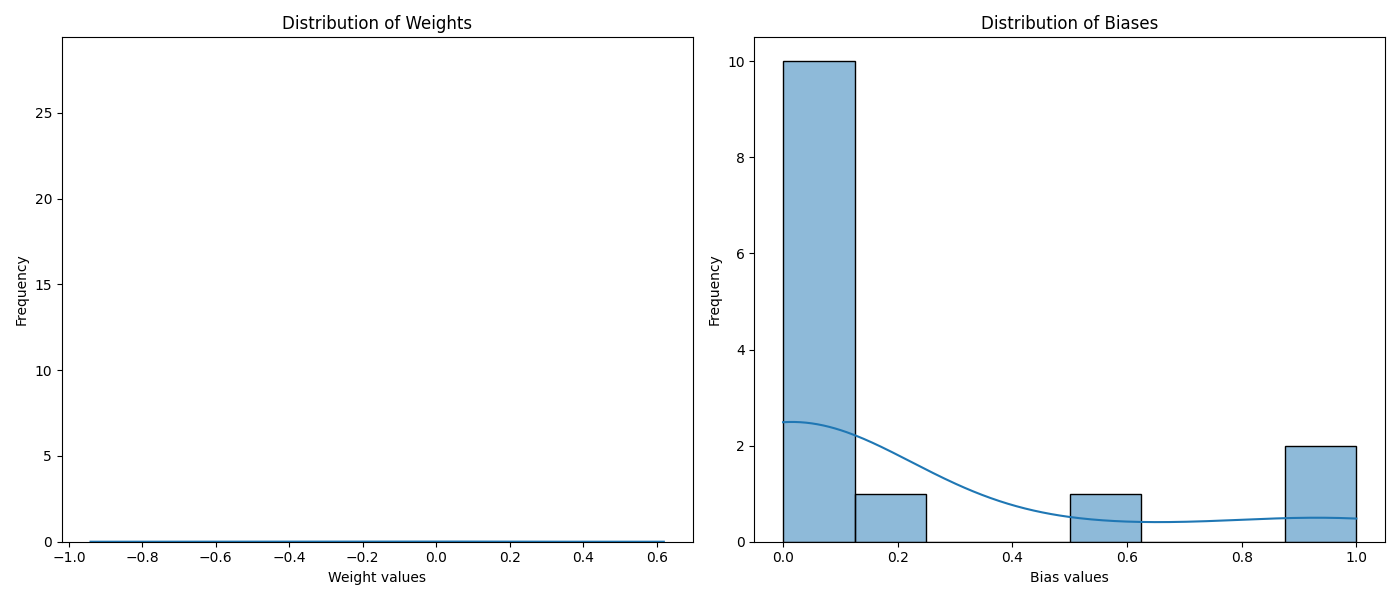 Distribution of Weights
Frequency
25
20
15
10
5
0
−1.0 −0.8 −0.6 −0.4 −0.2 0.0 0.2 0.4 0.6
Weight values
Distribution of Biases
Frequency
10
8
6
4
2
0
0.0 0.2 0.4 0.6 0.8 1.0
Bias values